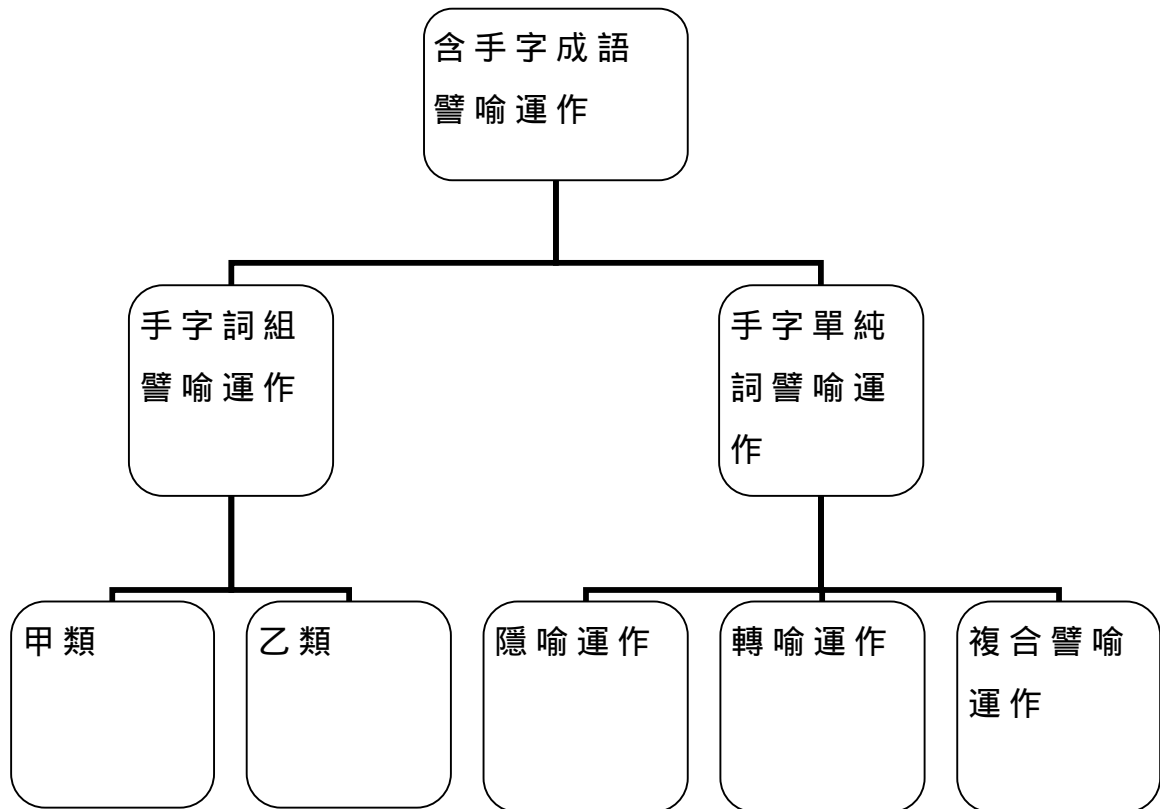 含手字成語
譬喻運作
手字詞組
譬喻運作
手字單純
詞譬喻運
作
甲類
乙類
隱喻運作
轉喻運作
複合譬喻
運作